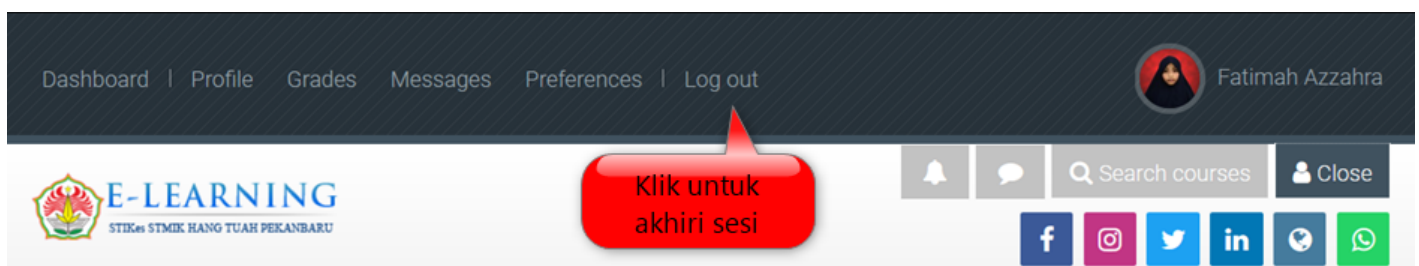 Dashboard | Profile Grades Messages Preferences | Log out
Fatimah Azzahra
Klik untuk
akhiri sesi
E-LEARNING
STIKes STMIK HANG TUAH PEKANBARU
Search courses
Close